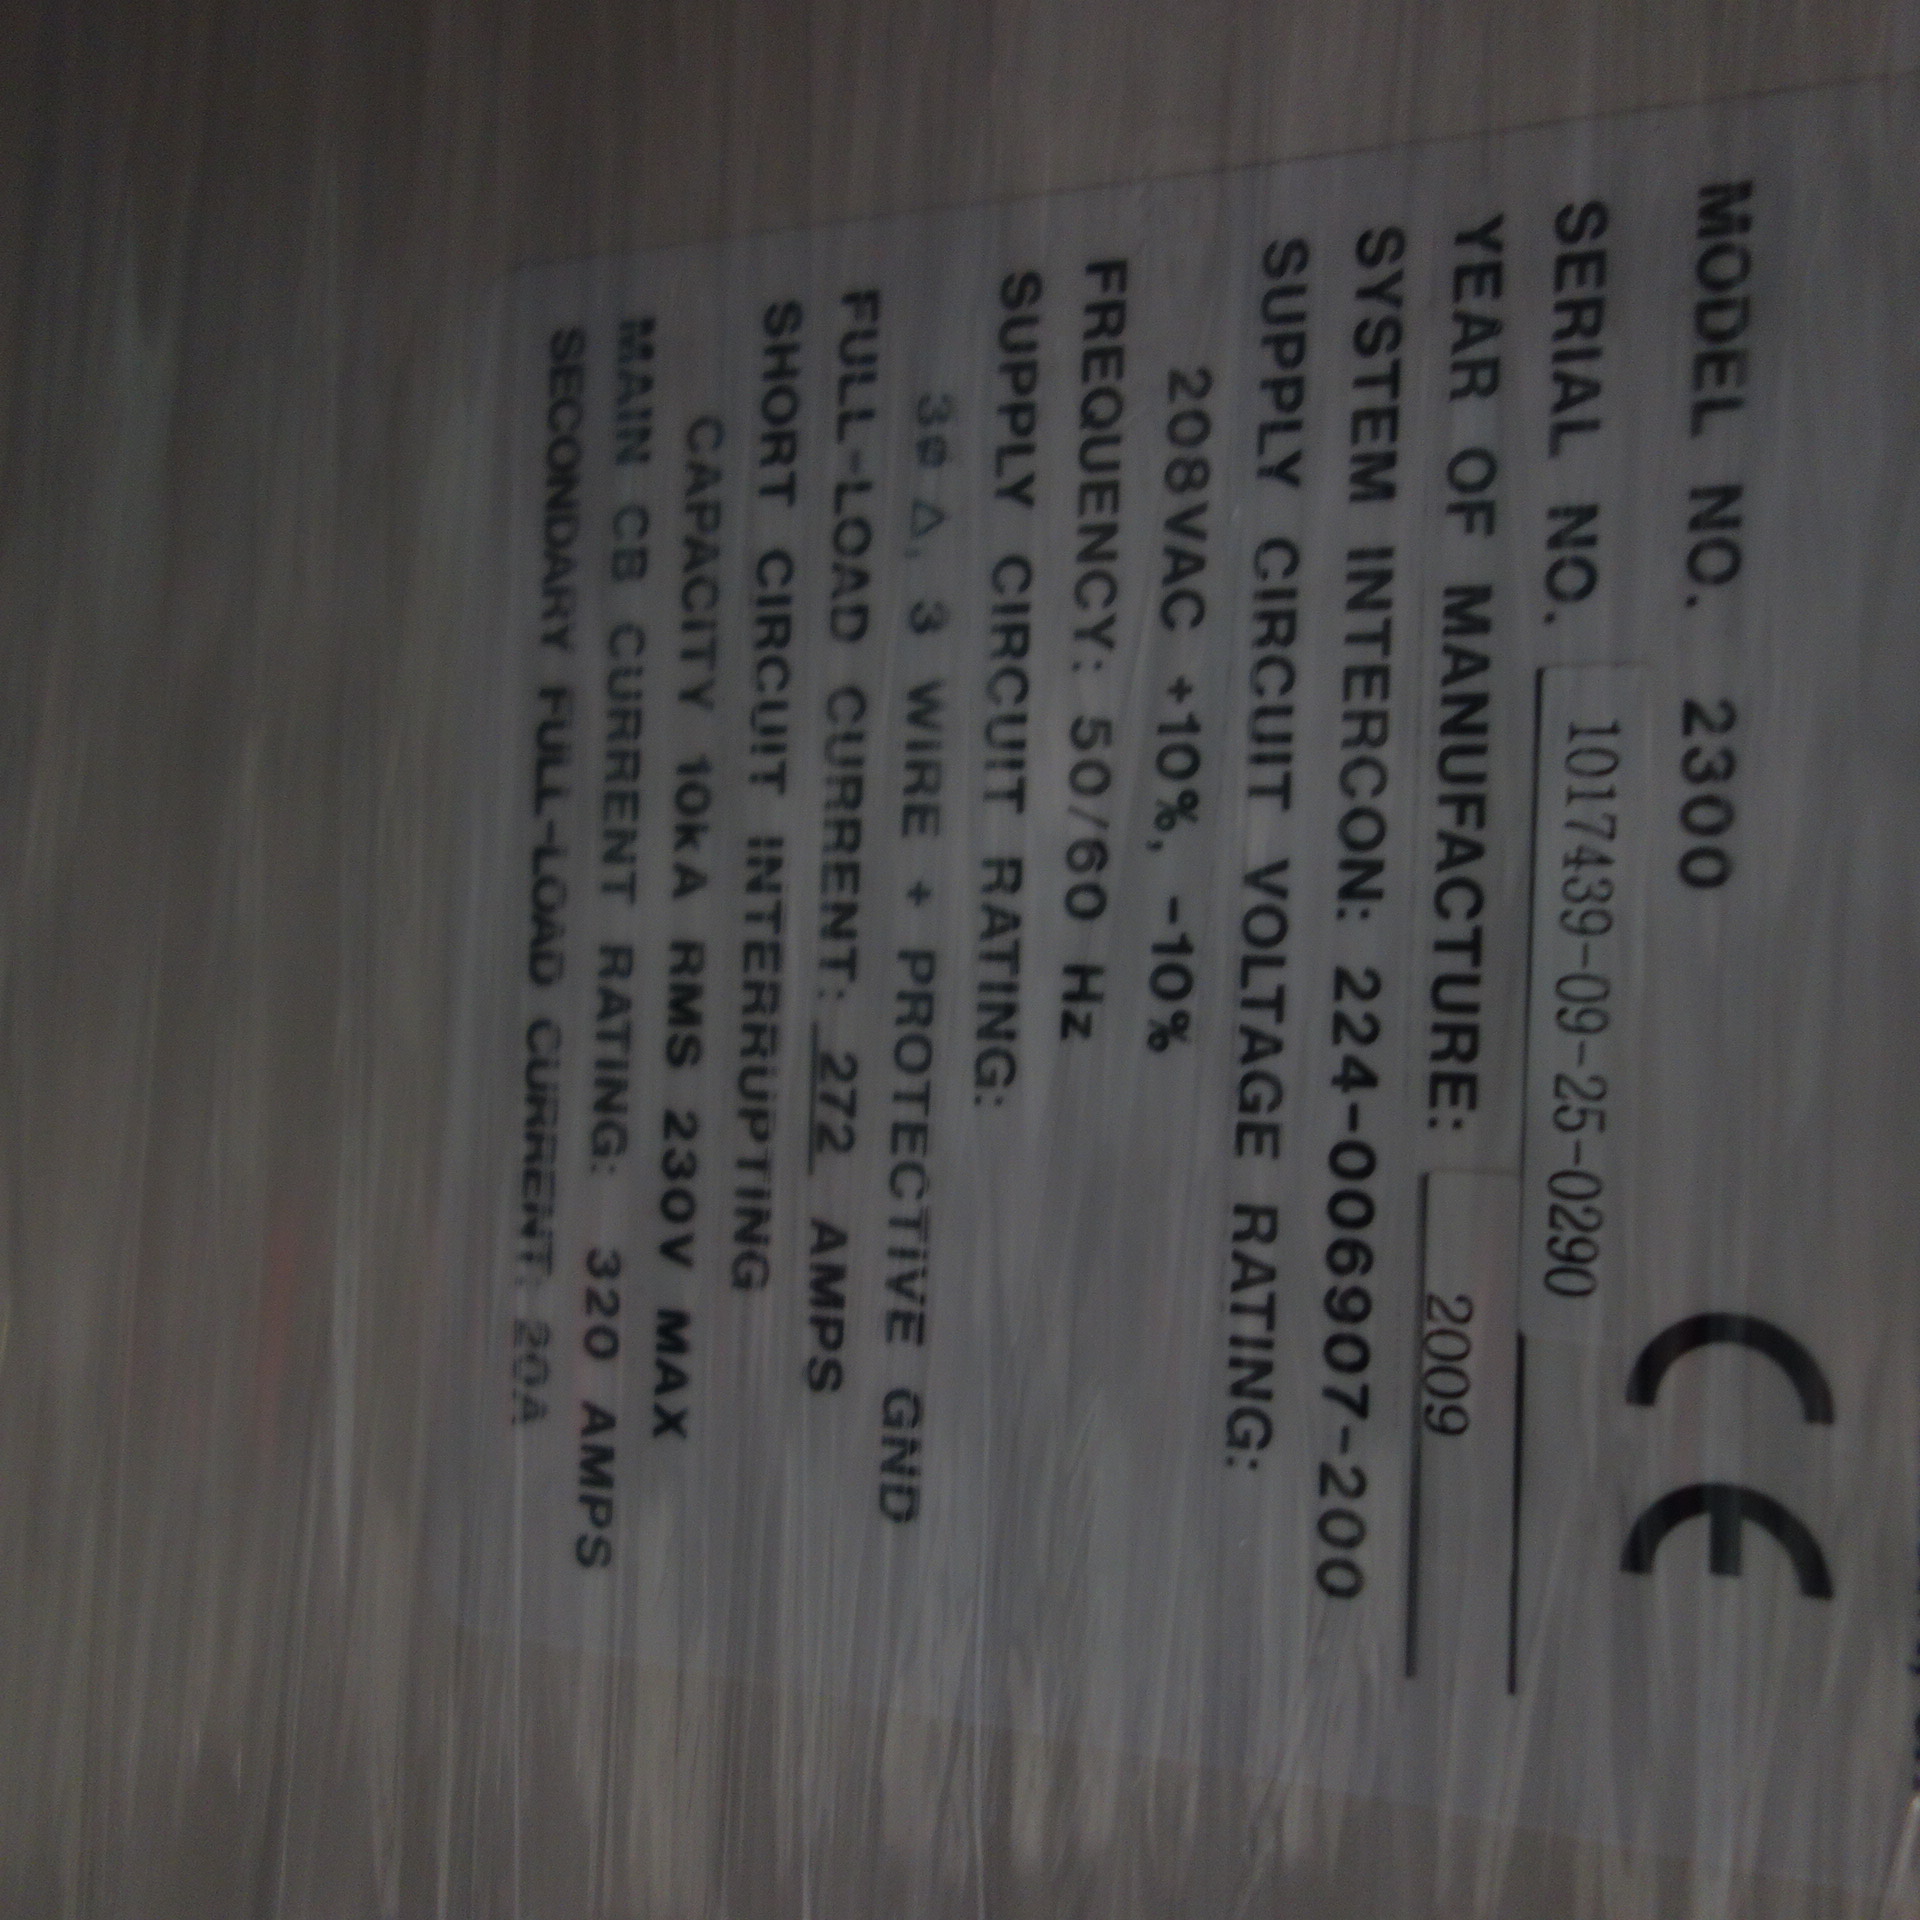 MODEL NO. 2300
SERIAL NO. 1017439-09-25-0290
YEAR OF MANUFACTURE: 2009
SYSTEM INTERCON: 224-006907-200
SUPPLY CIRCUIT VOLTAGE RATING:
208VAC +10%, -10%
FREQUENCY: 50/60 Hz
SUPPLY CIRCUIT RATING:
3ø △, 3 WIRE + PROTECTIVE GND
FULL-LOAD CURRENT: 272 AMPS
SHORT CIRCUIT INTERRUPTING
CAPACITY 10kA RMS 230V MAX
MAIN CB CURRENT RATING: 320 AMPS
SECONDARY FULL-LOAD CURRENT: 20A
CE